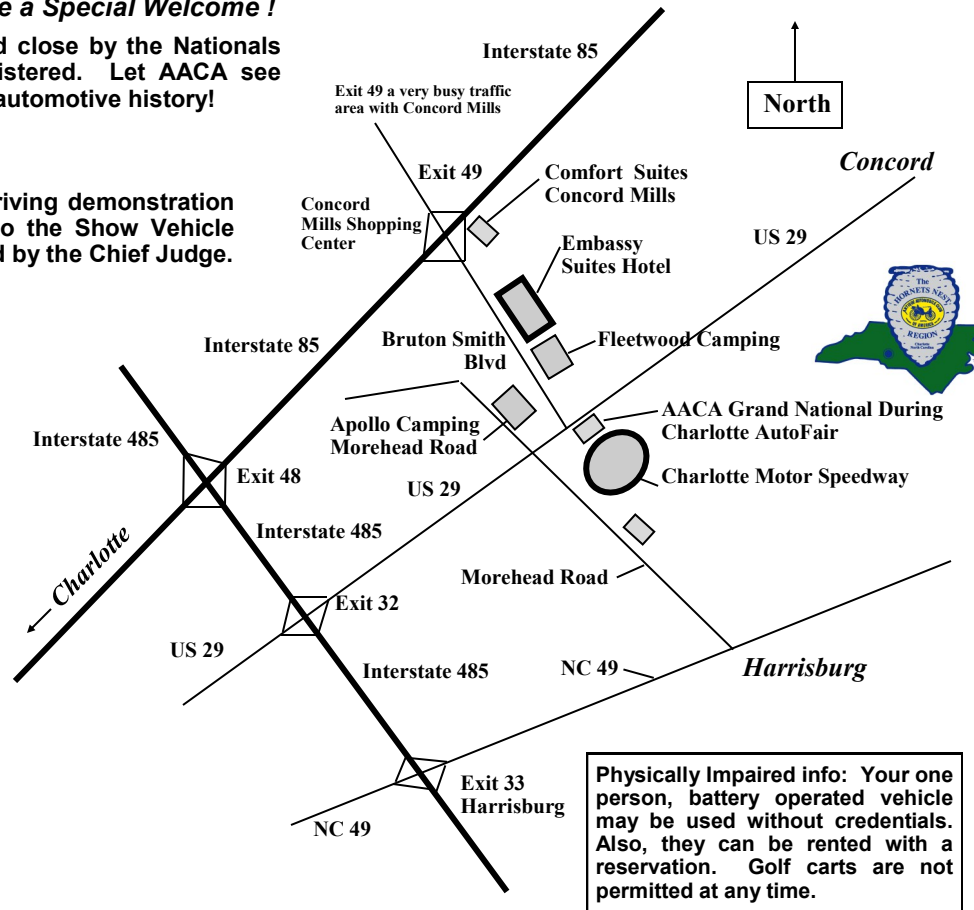 e a Special Welcome !
d close by the Nationals
istered. Let AACA see
automotive history!
riving demonstration
o the Show Vehicle
d by the Chief Judge.
Interstate 85
Exit 49 a very busy traffic
area with Concord Mills
North
Concord
Exit 49
Comfort Suites
Concord Mills
Concord
Mills Shopping
Center
US 29
Embassy
Suites Hotel
The
HORNETS NEST
REGION
Interstate 85
Bruton Smith
Blvd
Fleetwood Camping
Apollo Camping
Morehead Road
AACA Grand National During
Charlotte AutoFair
Interstate 485
Exit 48
US 29
Charlotte Motor Speedway
Interstate 485
Charlotte
Morehead Road
Exit 32
US 29
Interstate 485
NC 49
Harrisburg
Exit 33
Harrisburg
NC 49
Physically Impaired info: Your one
person, battery operated vehicle
may be used without credentials.
Also, they can be rented with a
reservation. Golf carts are not
permitted at any time.